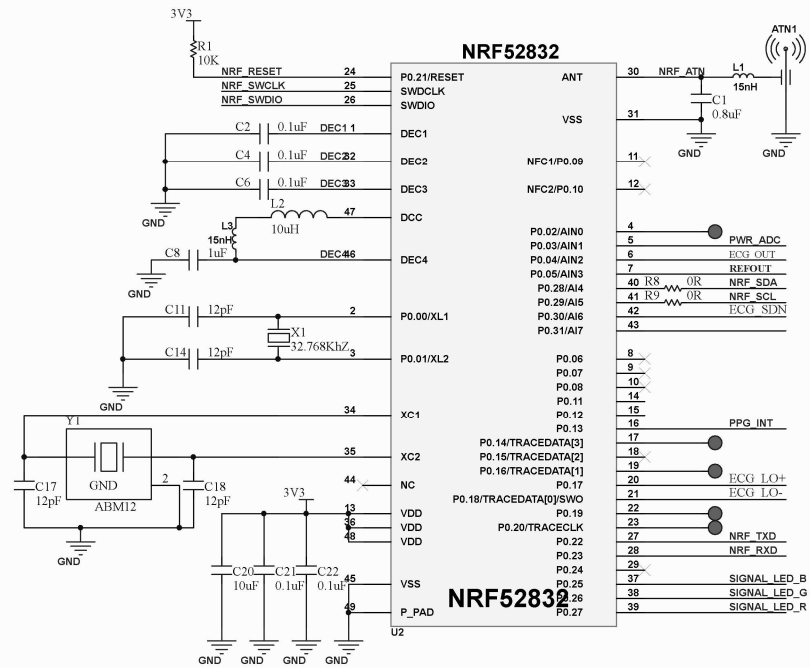 3V3
ATN1
R1
10K
NRF52832
NRF_RESET 24 P0.21/RESET
NRF_SWCLK 25 SWDCLK
NRF_SWDIO 26 SWDIO
ANT 30 NRF_ATN
L1
15nH
C1
0.8uF
VSS 31
GND
GND
C2 0.1uF DEC1 1 DEC1
C4 0.1uF DEC2 32 DEC2
C6 0.1uF DEC3 33 DEC3
NFC1/P0.09 11
NFC2/P0.10 12
GND
L2
10uH
47 DCC
L3
15nH
C8 1uF DEC4 46 DEC4
GND
P0.02/AIN0 4
P0.03/AIN1 5 PWR_ADC
P0.04/AIN2 6 ECG_OUT
P0.05/AIN3 7 REFOUT
P0.28/AI4 40 R8 0R NRF_SDA
P0.29/AI5 41 R9 0R NRF_SCL
P0.30/AI6 42 ECG_SDN
P0.31/AI7 43
C11 12pF 2 P0.00/XL1
X1
32.768KhZ
C14 12pF 3 P0.01/XL2
GND
P0.06 8
P0.07 9
P0.08 10
P0.11 14
P0.12 15
P0.13 16 PPG_INT
P0.14/TRACEDATA[3] 17
P0.15/TRACEDATA[2] 18
P0.16/TRACEDATA[1] 19
P0.17 20 ECG_LO+
P0.18/TRACEDATA[0]/SWO 21 ECG_LO-
P0.19 22
P0.20/TRACECLK 23
P0.22 27 NRF_TXD
P0.23 28 NRF_RXD
P0.24 29
P0.25 37 SIGNAL_LED_B
P0.26 38 SIGNAL_LED_G
P0.27 39 SIGNAL_LED_R
34 XC1
Y1
35 XC2
GND
2
ABM12
C17
12pF
C18
12pF
GND
44 NC
3V3
13 VDD
36 VDD
48 VDD
C20
10uF
C21
0.1uF
C22
0.1uF
45 VSS
49 P_PAD
NRF52832
U2
GND GND GND GND